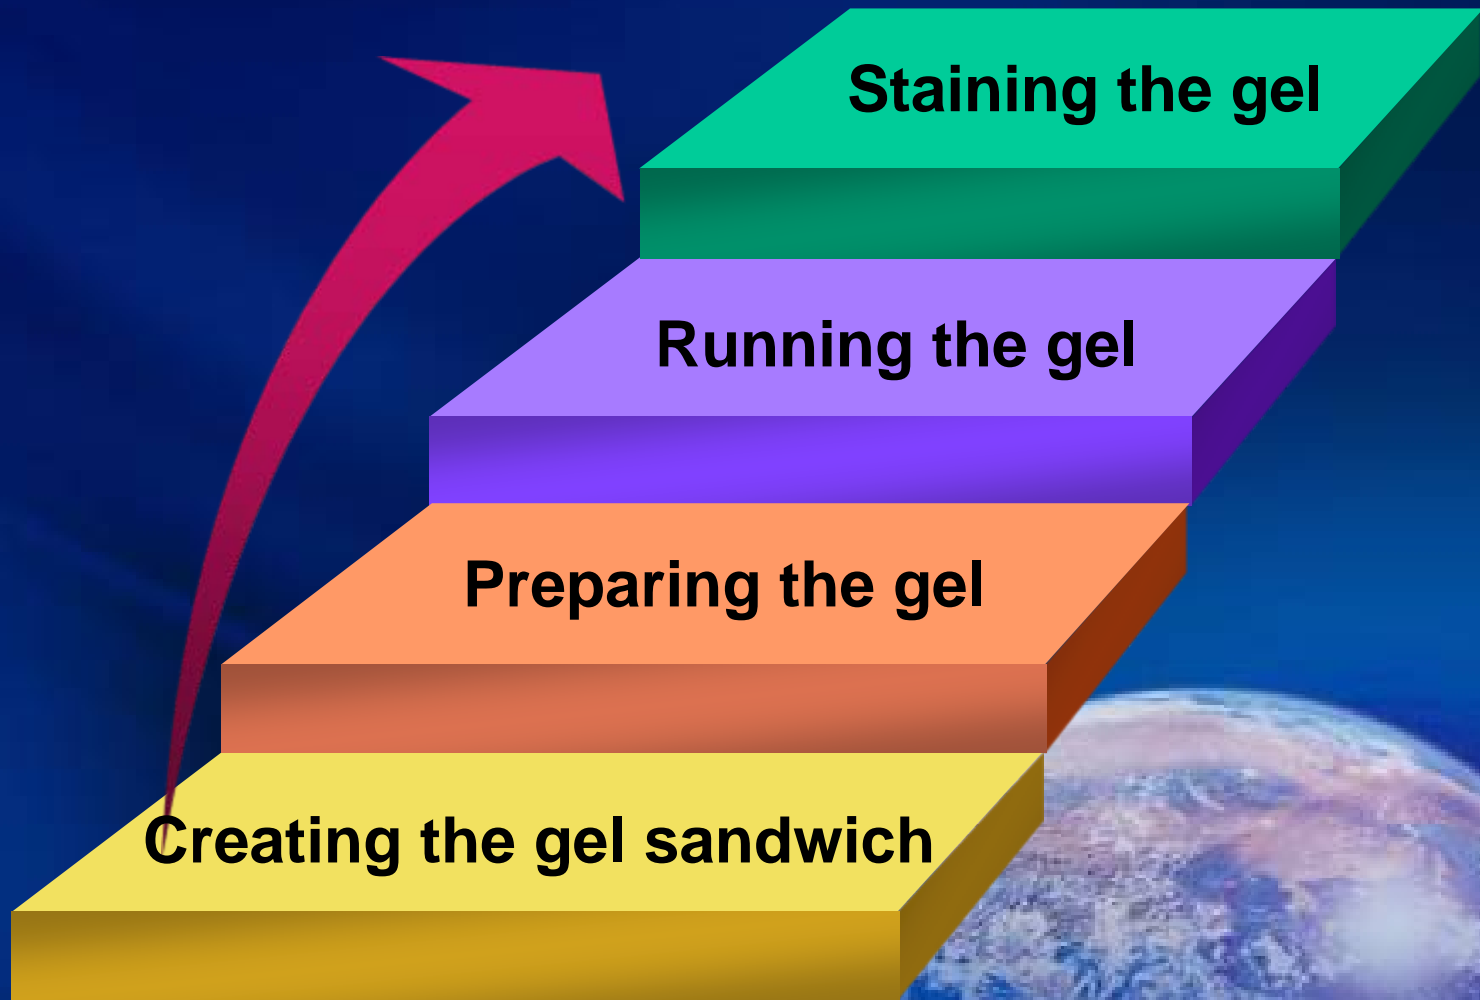 Staining the gel
Running the gel
Preparing the gel
Creating the gel sandwich